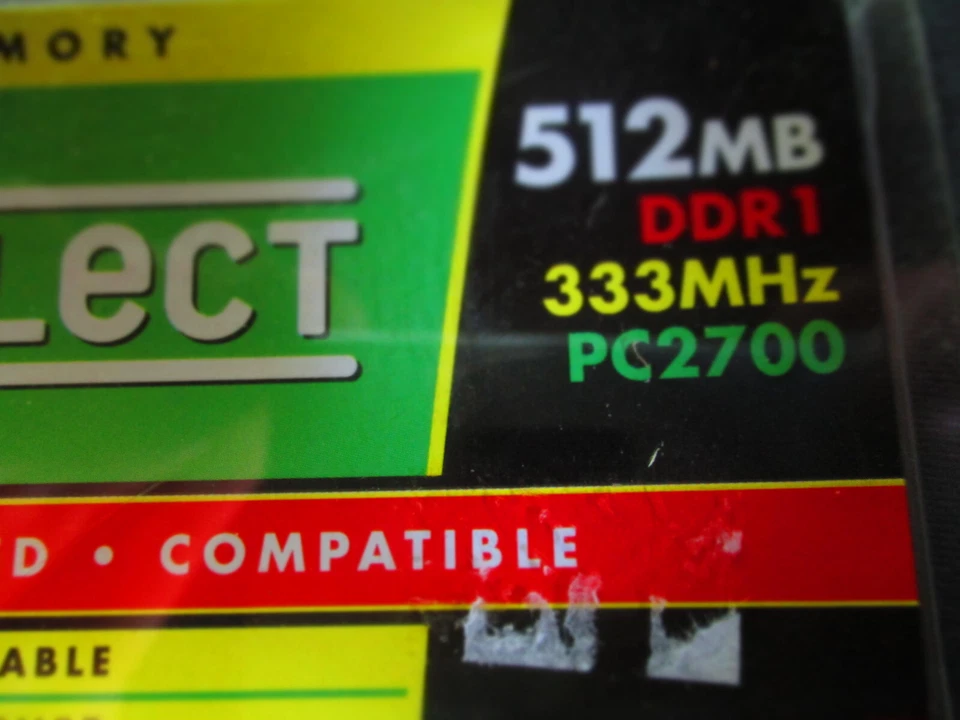 MORY
LecT
512MB
DDR1
333MHz
PC2700
D • COMPATIBLE
ABLE